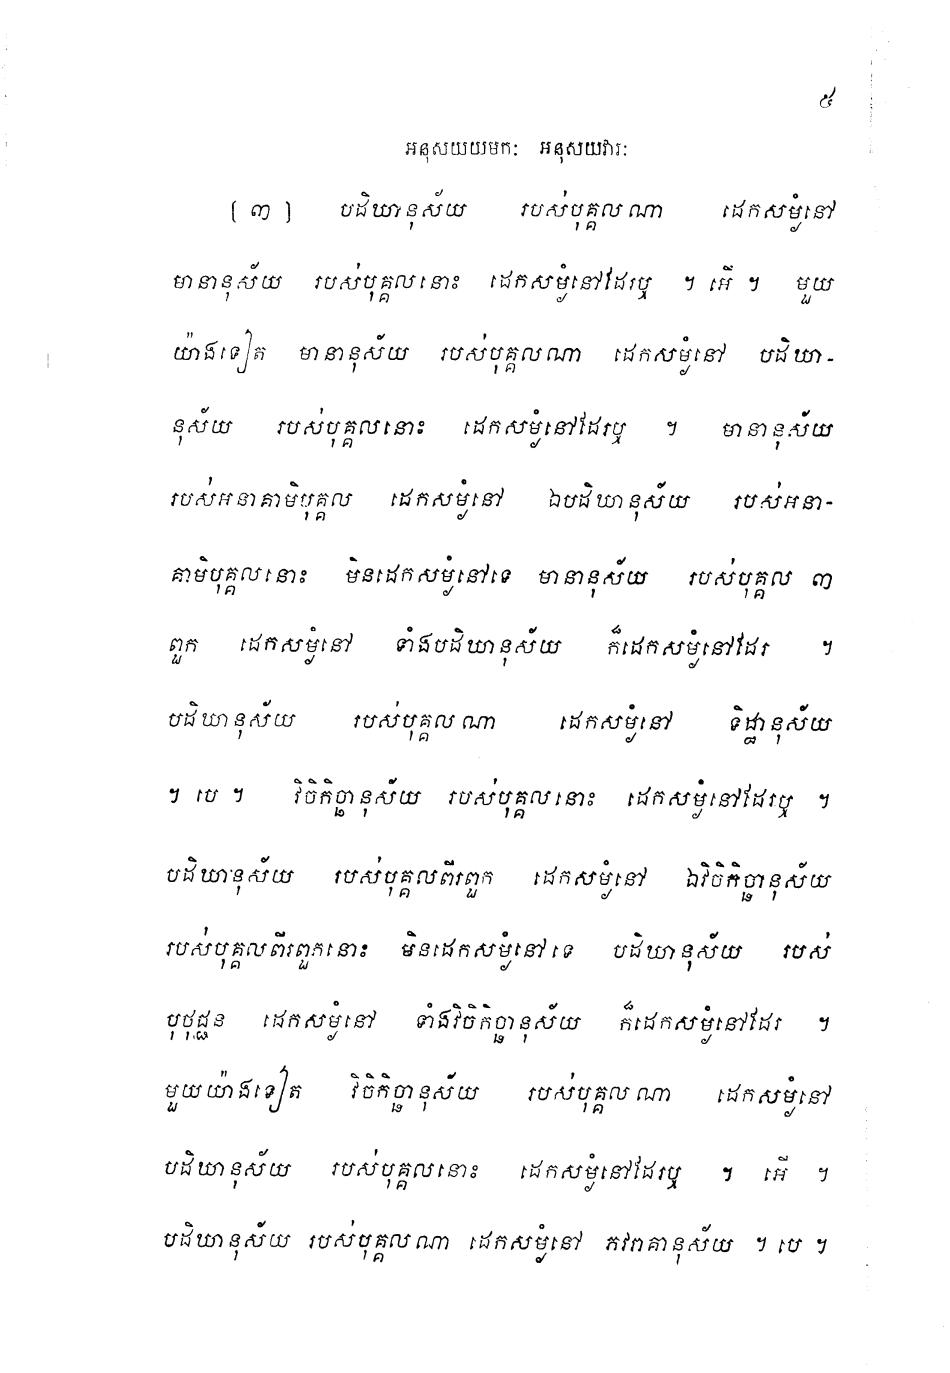 ៥
អនុសយយមកៈ អនុសយវារៈ
[ ៣ ] បដិឃានុស័យ របស់បុគ្គលណា ដេកសម្ងំនៅ
មានានុស័យ របស់បុគ្គលនោះ ដេកសម្ងំនៅដែរឬ ។ អើ ។ មួយ
យ៉ាងទៀត មានានុស័យ របស់បុគ្គលណា ដេកសម្ងំនៅ បដិឃា-
នុស័យ របស់បុគ្គលនោះ ដេកសម្ងំនៅដែរឬ ។ មានានុស័យ
របស់អនាគាមិបុគ្គល ដេកសម្ងំនៅ ឯបដិឃានុស័យ របស់អនា-
គាមិបុគ្គលនោះ មិនដេកសម្ងំនៅទេ មានានុស័យ របស់បុគ្គល ៣
ពួក ដេកសម្ងំនៅ ទាំងបដិឃានុស័យ ក៏ដេកសម្ងំនៅដែរ ។
បដិឃានុស័យ របស់បុគ្គលណា ដេកសម្ងំនៅ ទិដ្ឋានុស័យ
។ បេ ។ វិចិកិច្ឆានុស័យ របស់បុគ្គលនោះ ដេកសម្ងំនៅដែរឬ ។
បដិឃានុស័យ របស់បុគ្គលពីរពួក ដេកសម្ងំនៅ ឯវិចិកិច្ឆានុស័យ
របស់បុគ្គលពីរពួកនោះ មិនដេកសម្ងំនៅទេ បដិឃានុស័យ របស់
បុថុជ្ជន ដេកសម្ងំនៅ ទាំងវិចិកិច្ឆានុស័យ ក៏ដេកសម្ងំនៅដែរ ។
មួយយ៉ាងទៀត វិចិកិច្ឆានុស័យ របស់បុគ្គលណា ដេកសម្ងំនៅ
បដិឃានុស័យ របស់បុគ្គលនោះ ដេកសម្ងំនៅដែរឬ ។ អើ ។
បដិឃានុស័យ របស់បុគ្គលណា ដេកសម្ងំនៅ ភវរាគានុស័យ ។ បេ ។